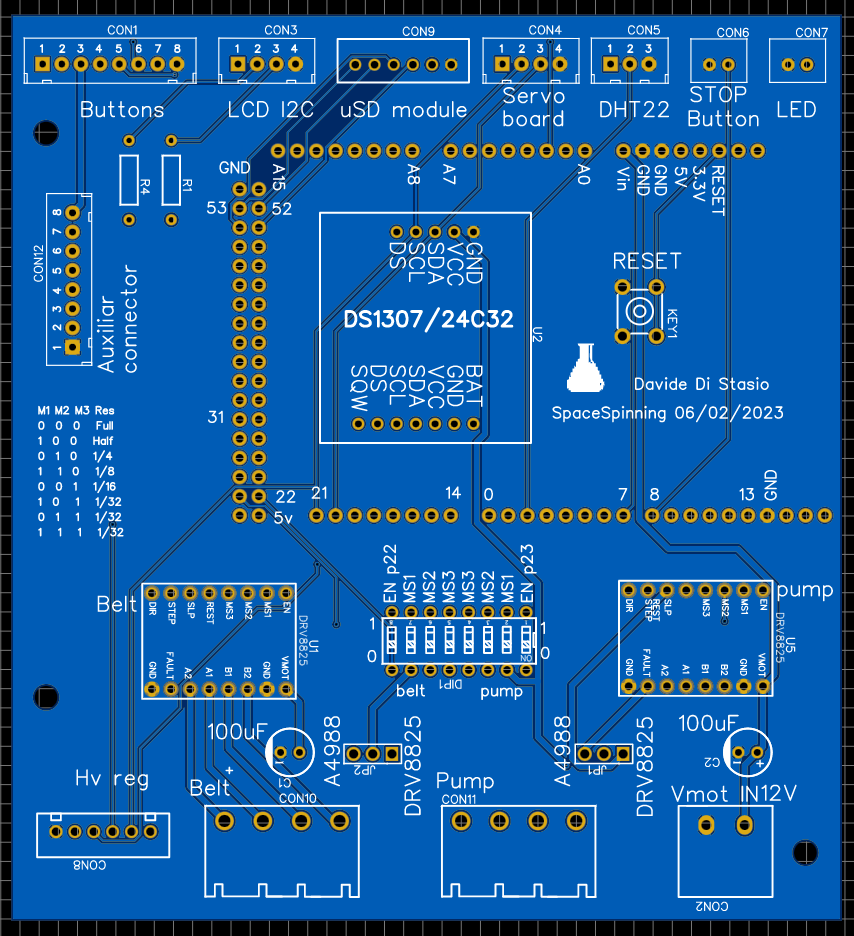 CON1
CON3
CON9
CON4
CON5
CON6
CON7
1 2 3 4 5 6 7 8
1 2 3 4
1 2 3 4
1 2 3
Buttons
LCD I2C
uSD module
Servo
board
DHT22
STOP
Button
LED
GND
A15
A8
A7
A0
Vin
GND
GND
5V
3.3V
RESET
R4
R1
53
52
CON12
8
7
6
5
4
3
2
1
Auxiliar
connector
DS
SCL
SDA
VCC
GND
DS1307/24C32
U2
SQW
DS
SCL
SDA
VCC
GND
BAT
RESET
KEY1
Davide Di Stasio
SpaceSpinning 06/02/2023
M1 M2 M3 Res
0 0 0 Full
1 0 0 Half
0 1 0 1/4
1 1 0 1/8
0 0 1 1/16
1 0 1 1/32
0 1 1 1/32
1 1 1 1/32
31
22
5v
21
14
0
7
8
13
GND
Belt
DIR
STEP
SLP
REST
MS3
MS2
MS1
EN
GND
FAULT
A2
A1
B1
B2
GND
VMOT
U1
DRV8825
EN p22
MS1
MS2
MS3
MS3
MS2
MS1
EN p23
1
0
1
0
ON
belt
DIP1
pump
pump
DIR
STEP
REST
SLP
MS3
MS2
MS1
EN
GND
FAULT
A2
A1
B1
B2
GND
VMOT
U5
DRV8825
100uF
C1
A4988
JP2
DRV8825
A4988
JP1
DRV8825
100uF
C2
- +
Hv reg
CON8
Belt
+
-
CON10
Pump
CON11
Vmot IN12V
CON2